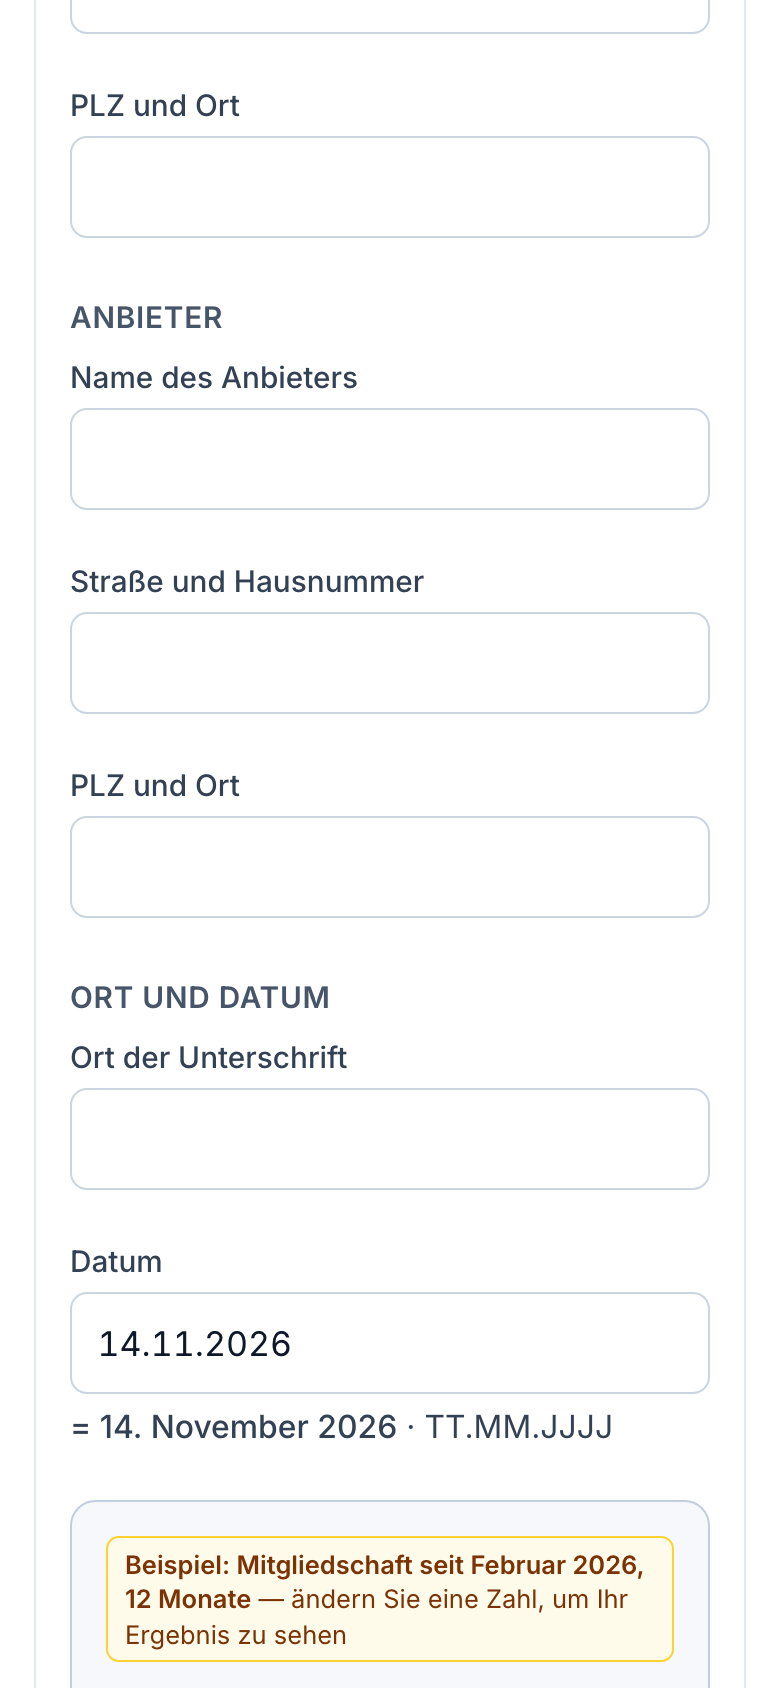 PLZ und Ort
ANBIETER
Name des Anbieters
Straße und Hausnummer
PLZ und Ort
ORT UND DATUM
Ort der Unterschrift
Datum
14.11.2026
= 14. November 2026 · TT.MM.JJJJ
Beispiel: Mitgliedschaft seit Februar 2026,
12 Monate — ändern Sie eine Zahl, um Ihr
Ergebnis zu sehen